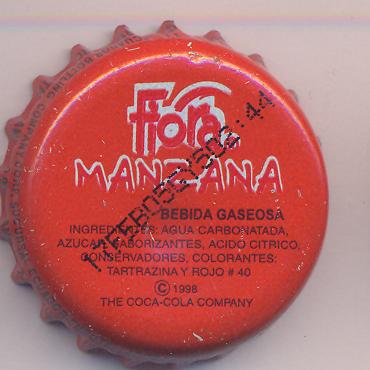 Fiora
MANZANA
BEBIDA GASEOSA
INGREDIENTES: AGUA CARBONATADA,
AZUCAR, SABORIZANTES, ACIDO CITRICO,
CONSERVADORES, COLORANTES:
TARTRAZINA Y ROJO # 40
© 1998
THE COCA-COLA COMPANY